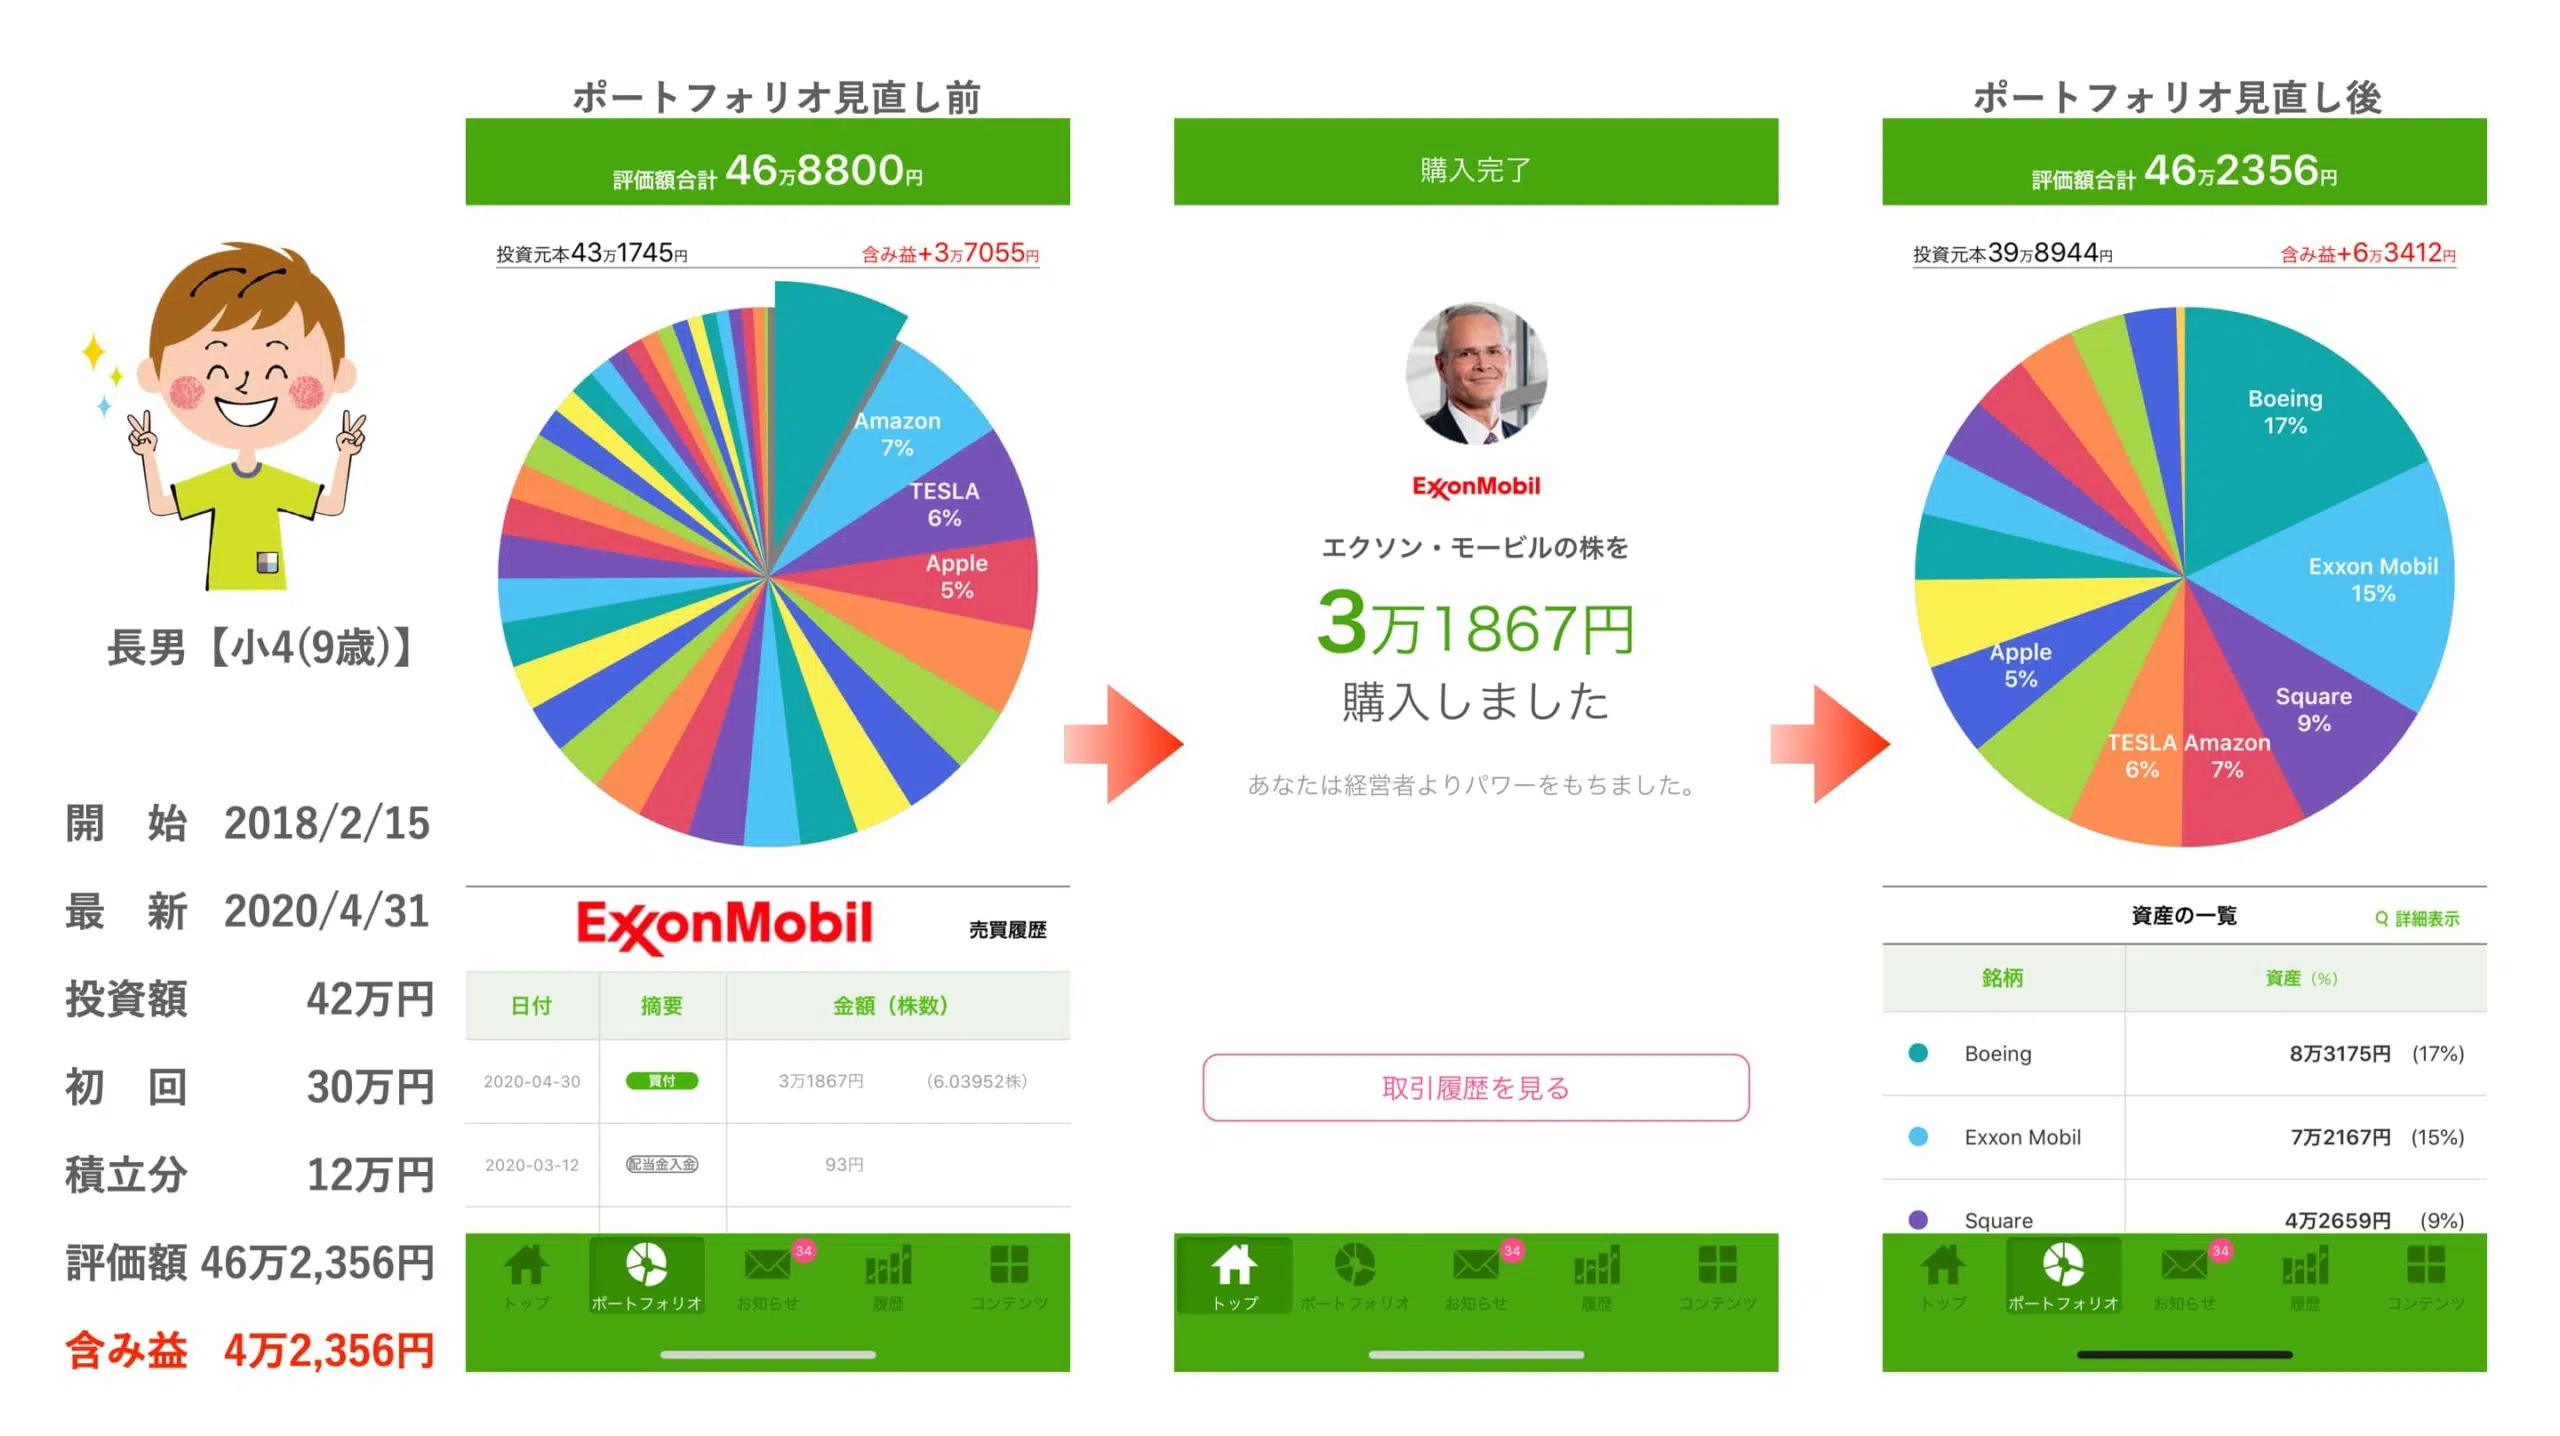 長男【小4(9歳)】
開　始 2018/2/15
最　新 2020/4/31
投資額 42万円
初　回 30万円
積立分 12万円
評価額 46万2,356円
含み益 4万2,356円
ポートフォリオ見直し前
評価額合計 46万8800円
投資元本43万1745円 含み益+3万7055円
Amazon
7%
TESLA
6%
Apple
5%
ExxonMobil 売買履歴
日付 摘要 金額（株数）
2020-04-30 買付 3万1867円 （6.03952株）
2020-03-12 配当金入金 93円
トップ ポートフォリオ お知らせ 34 履歴 コンテンツ
購入完了
ExxonMobil
エクソン・モービルの株を
3万1867円
購入しました
あなたは経営者よりパワーをもちました。
取引履歴を見る
トップ ポートフォリオ お知らせ 34 履歴 コンテンツ
ポートフォリオ見直し後
評価額合計 46万2356円
投資元本39万8944円 含み益+6万3412円
Boeing
17%
Exxon Mobil
15%
Square
9%
Amazon
7%
TESLA
6%
Apple
5%
資産の一覧 詳細表示
銘柄 資産（%）
Boeing 8万3175円 (17%)
Exxon Mobil 7万2167円 (15%)
Square 4万2659円 (9%)
トップ ポートフォリオ お知らせ 34 履歴 コンテンツ